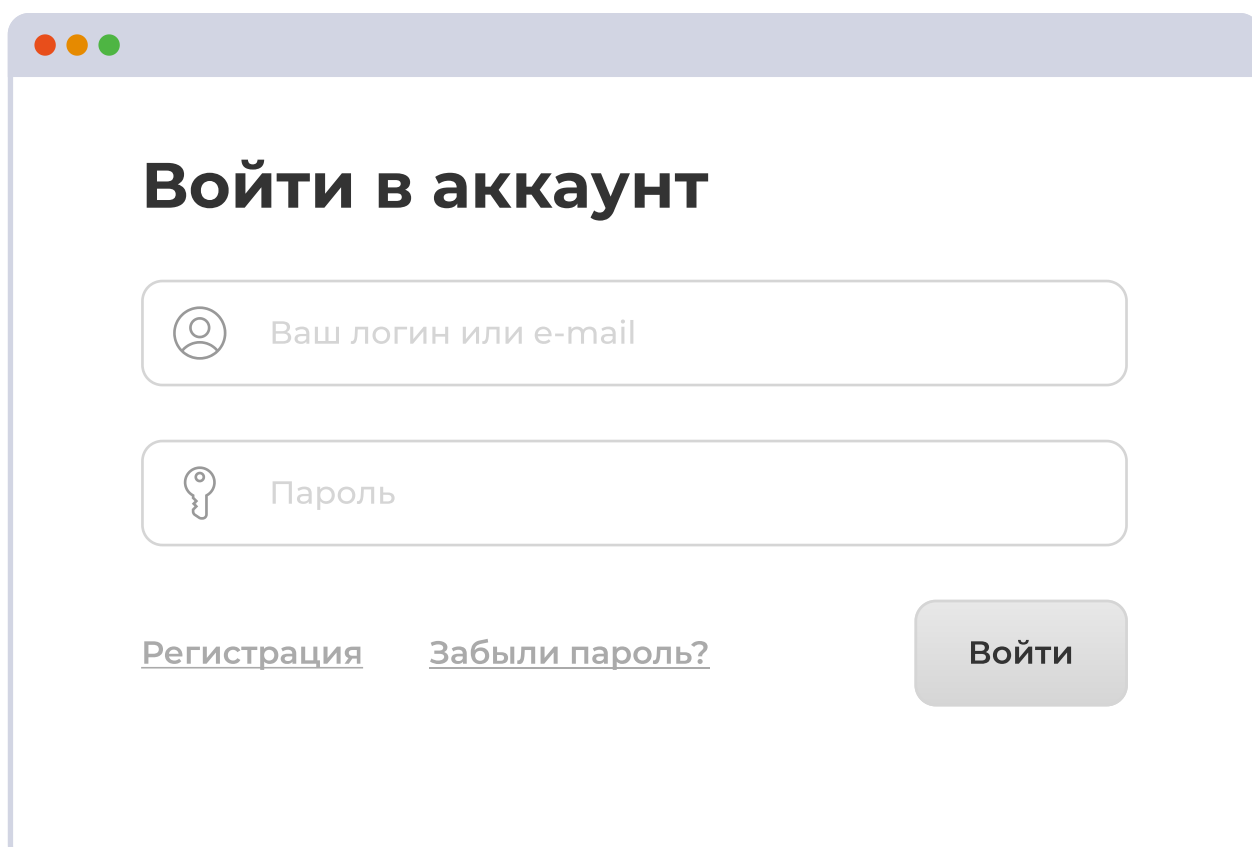 Войти в аккаунт
Ваш логин или e-mail
Пароль
Регистрация Забыли пароль? Войти